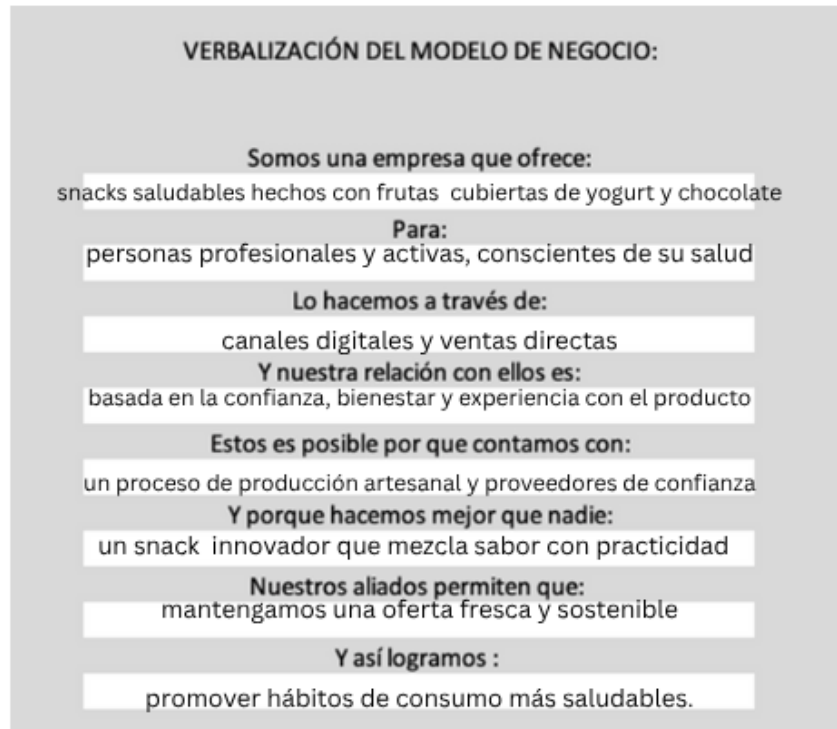 VERBALIZACIÓN DEL MODELO DE NEGOCIO:
Somos una empresa que ofrece:
snacks saludables hechos con frutas cubiertas de yogurt y chocolate
Para:
personas profesionales y activas, conscientes de su salud
Lo hacemos a través de:
canales digitales y ventas directas
Y nuestra relación con ellos es:
basada en la confianza, bienestar y experiencia con el producto
Estos es posible por que contamos con:
un proceso de producción artesanal y proveedores de confianza
Y porque hacemos mejor que nadie:
un snack innovador que mezcla sabor con practicidad
Nuestros aliados permiten que:
mantengamos una oferta fresca y sostenible
Y así logramos :
promover hábitos de consumo más saludables.